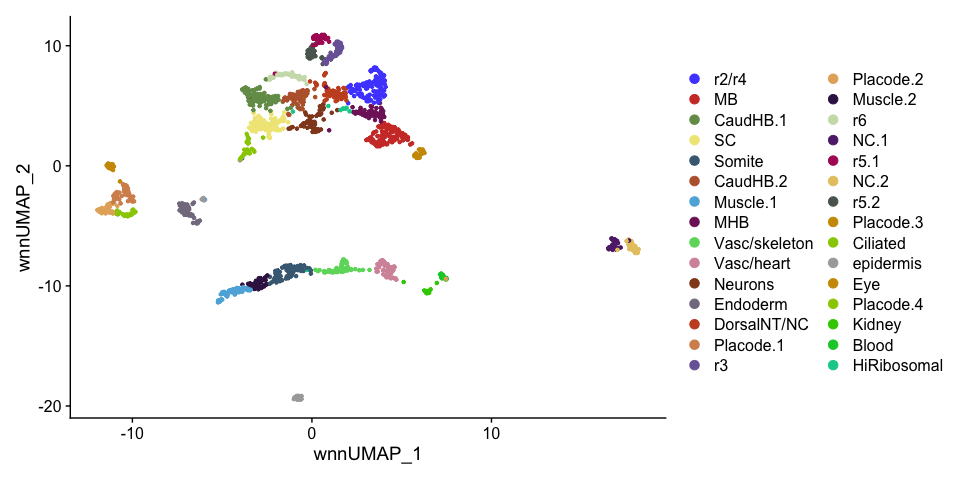 10
0
-10
-20
wnnUMAP_2
-10
0
10
wnnUMAP_1
r2/r4
MB
CaudHB.1
SC
Somite
CaudHB.2
Muscle.1
MHB
Vasc/skeleton
Vasc/heart
Neurons
Endoderm
DorsalNT/NC
Placode.1
r3
Placode.2
Muscle.2
r6
NC.1
r5.1
NC.2
r5.2
Placode.3
Ciliated
epidermis
Eye
Placode.4
Kidney
Blood
HiRibosomal